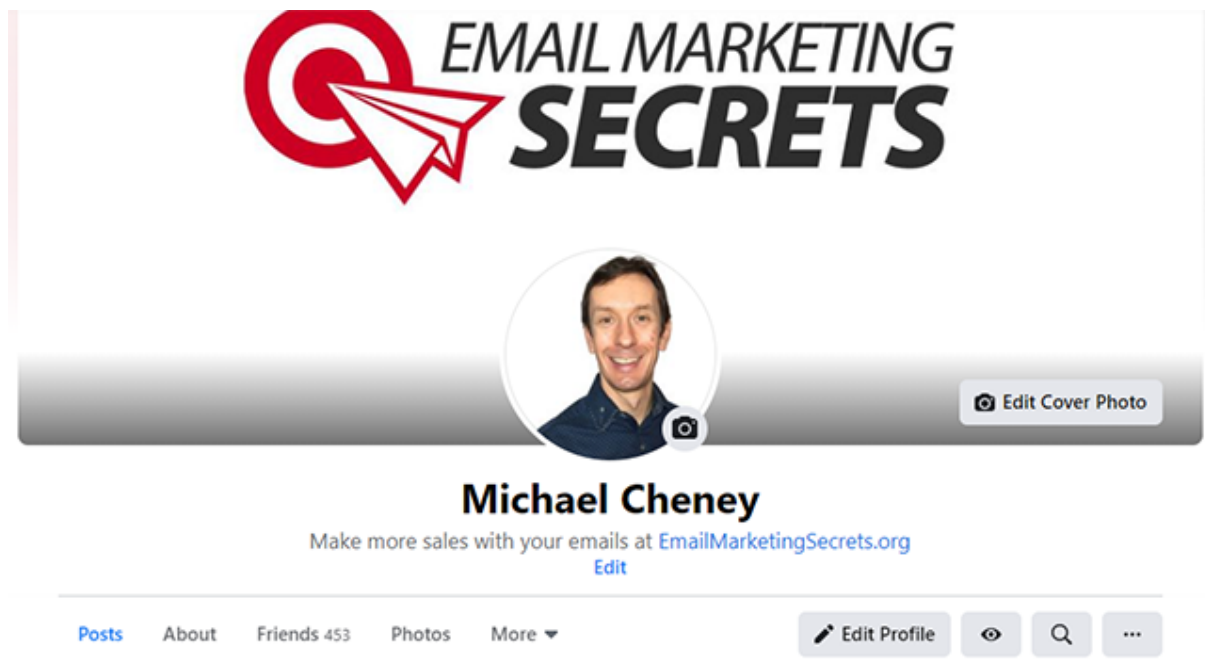 EMAIL MARKETING
SECRETS
Edit Cover Photo
Michael Cheney
Make more sales with your emails at EmailMarketingSecrets.org
Edit
Posts About Friends 453 Photos More Edit Profile